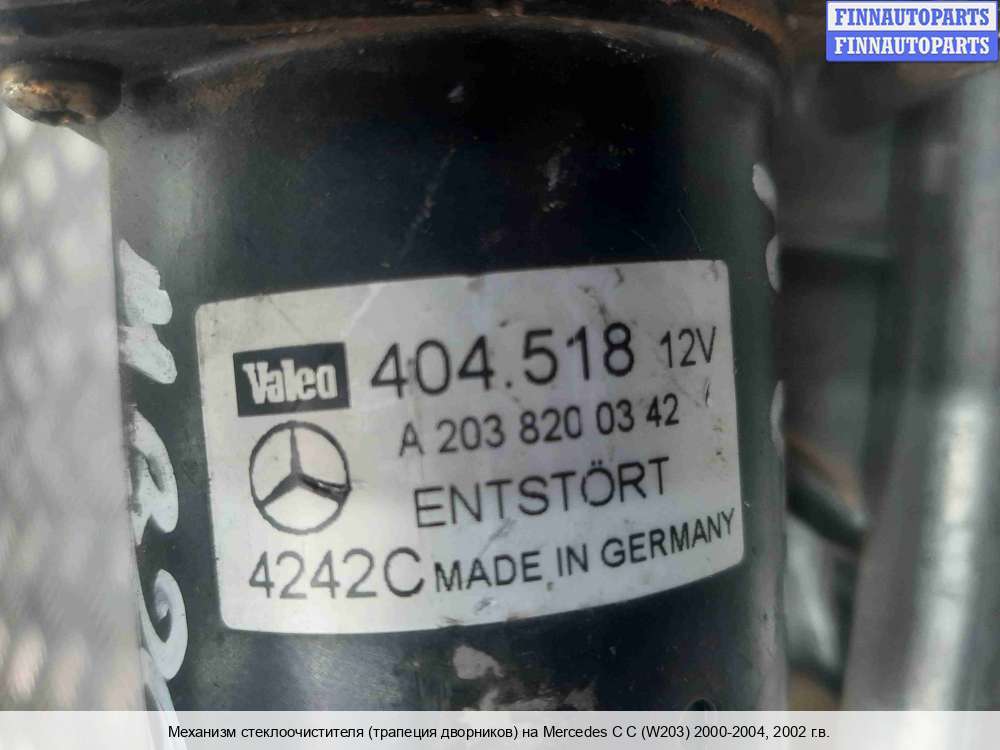 FINNAUTOPARTS
FINNAUTOPARTS
Valeo 404.518 12V
A 203 820 03 42
ENTSTÖRT
4242C MADE IN GERMANY
Механизм стеклоочистителя (трапеция дворников) на Mercedes C C (W203) 2000-2004, 2002 г.в.